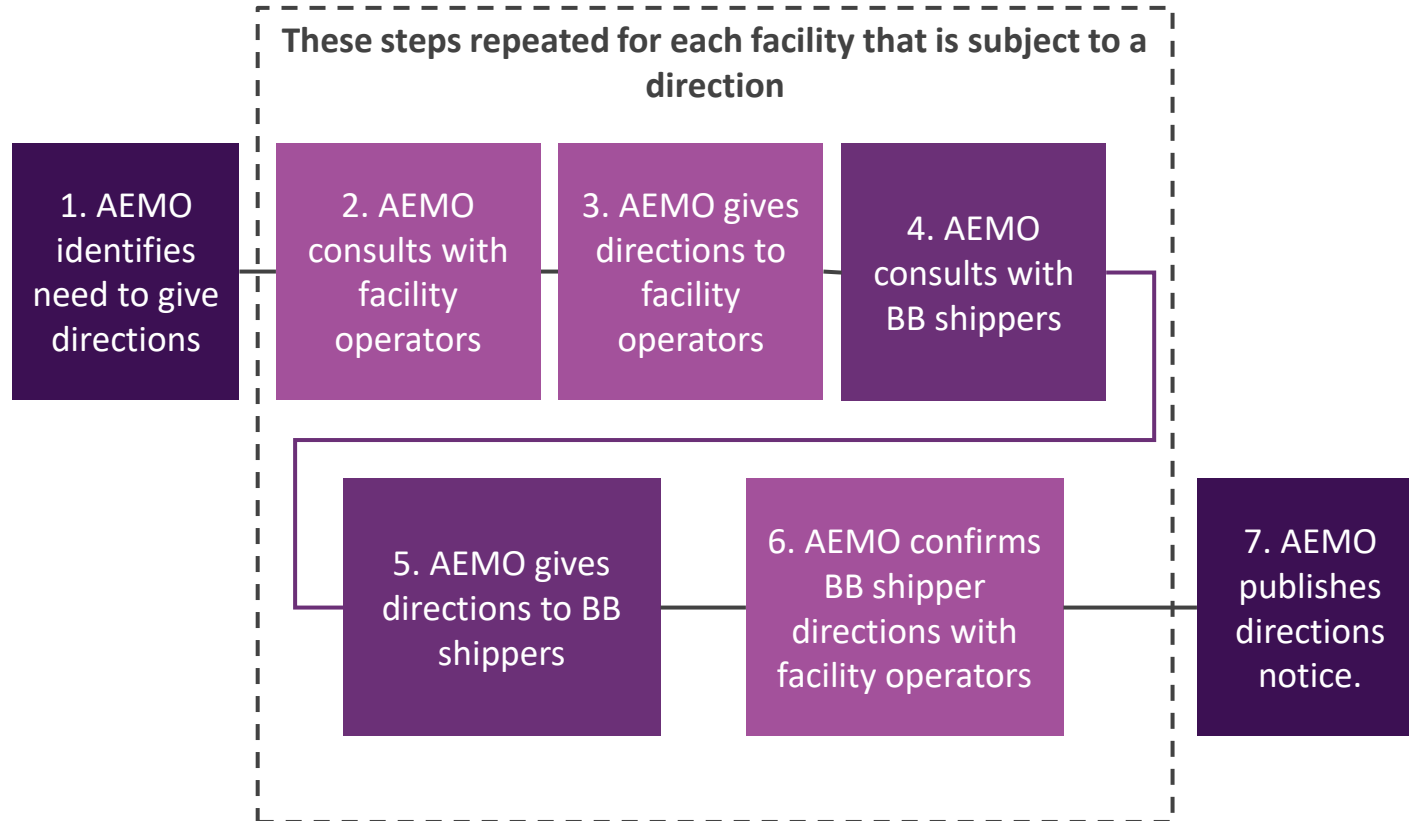 These steps repeated for each facility that is subject to a
direction
1. AEMO
identifies
need to give
directions
2. AEMO
consults with
facility
operators
3. AEMO gives
directions to
facility
operators
4. AEMO
consults with
BB shippers
5. AEMO gives
directions to BB
shippers
6. AEMO confirms
BB shipper
directions with
facility operators
7. AEMO
publishes
directions
notice.